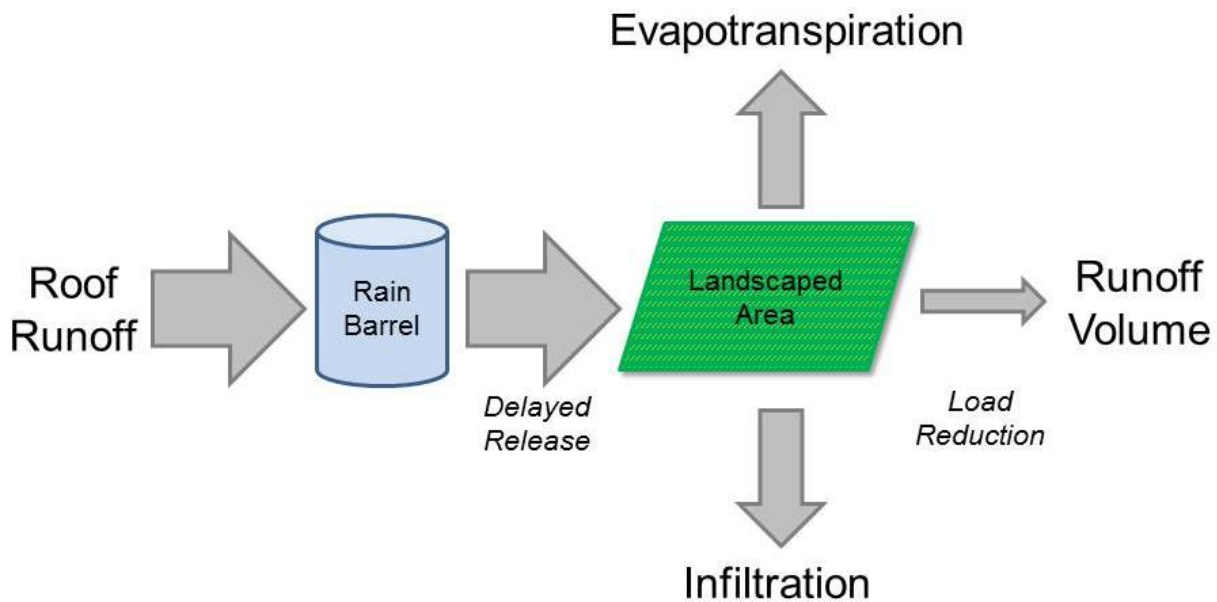 Evapotranspiration
Roof
Runoff
Rain
Barrel
Delayed
Release
Landscaped
Area
Runoff
Volume
Load
Reduction
Infiltration